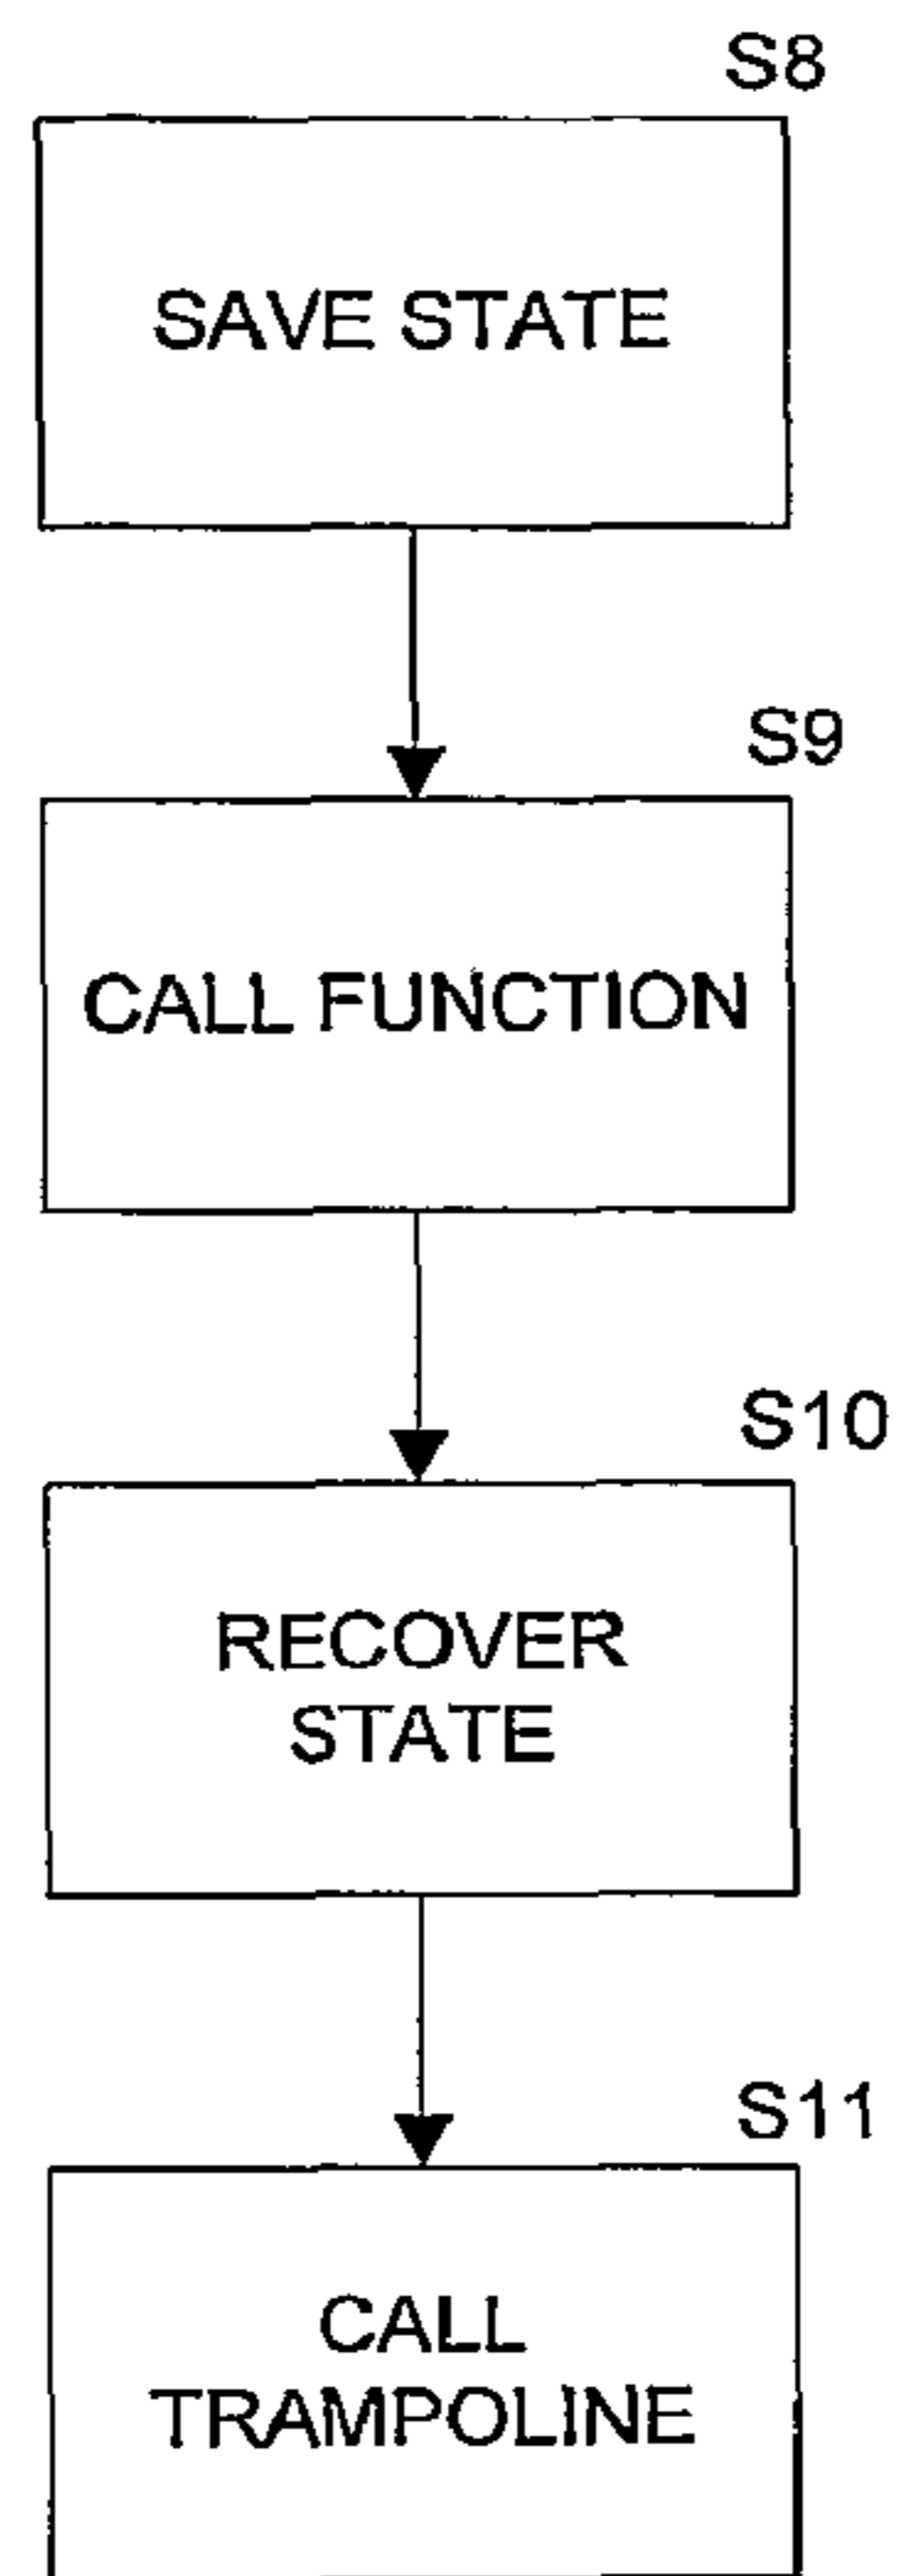 S8
SAVE STATE
S9
CALL FUNCTION
S10
RECOVER
STATE
S11
CALL
TRAMPOLINE